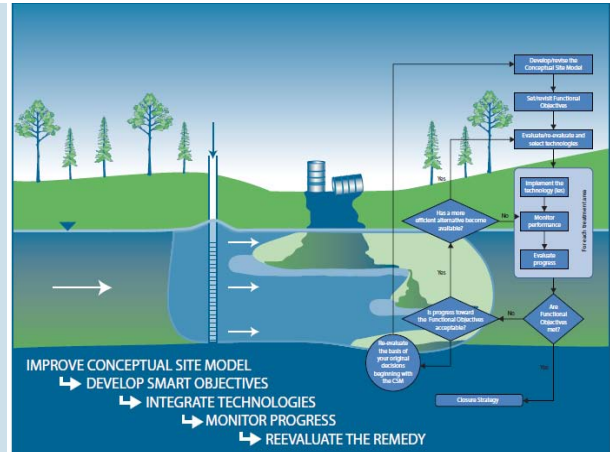 Develop/revise the
Conceptual Site Model
Set/revisit Functional
Objectives
Evaluate/re-evaluate and
select technologies
Yes
Implement the
technology (ies)
Has a more
efficient alternative become
available?
No
Monitor
performance
For each treatment area
Evaluate
progress
Yes
Is progress toward
the Functional Objectives
acceptable?
No
Are
Functional
Objectives
met?
Re-evaluate
the basis of
your original
decisions
beginning with
the CSM
No
Yes
Closure Strategy
IMPROVE CONCEPTUAL SITE MODEL
DEVELOP SMART OBJECTIVES
INTEGRATE TECHNOLOGIES
MONITOR PROGRESS
REEVALUATE THE REMEDY